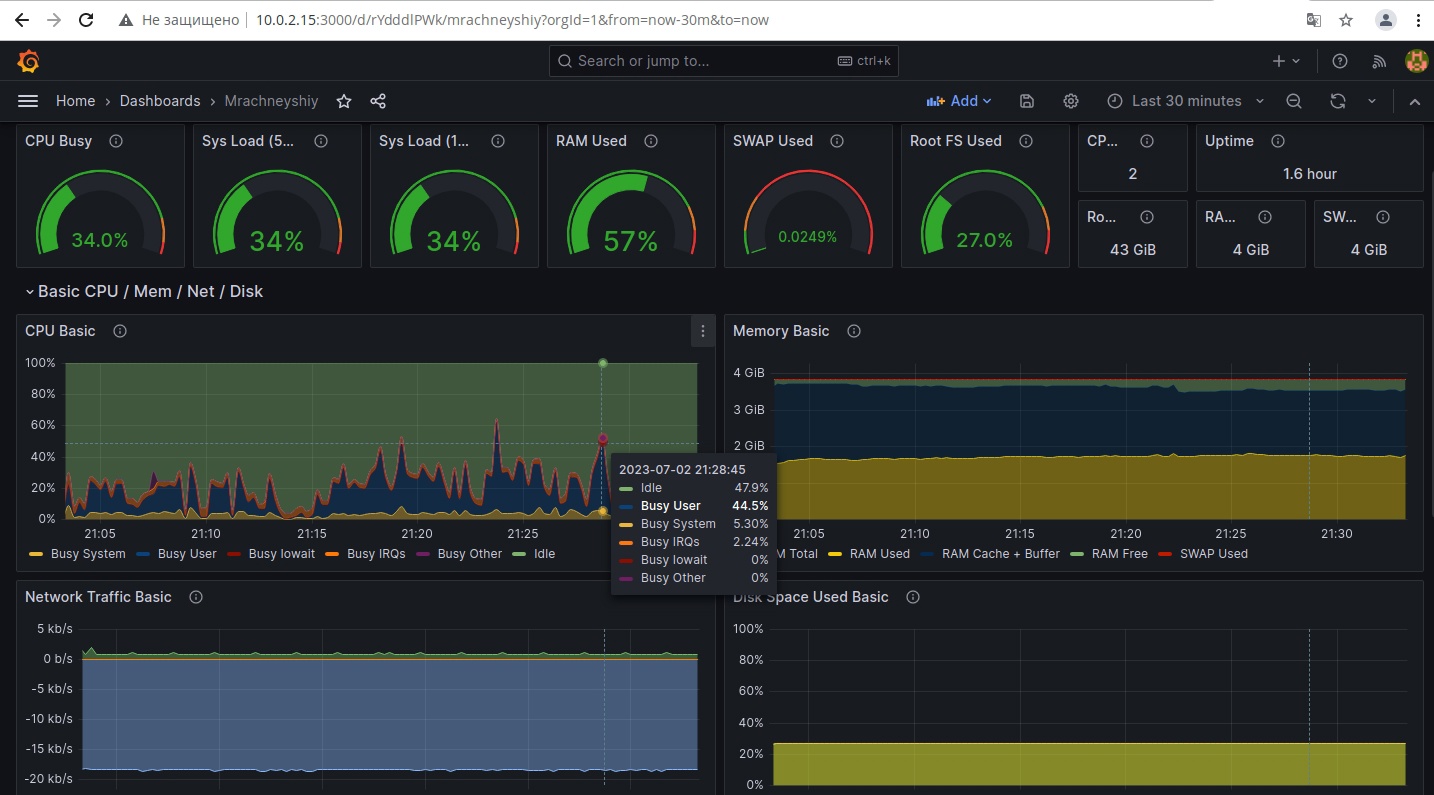 Не защищено 10.0.2.15:3000/d/rYdddlPWk/mrachneyshiy?orgId=1&from=now-30m&to=now
Search or jump to... ctrl+k
Home › Dashboards › Mrachneyshiy Add Last 30 minutes
CPU Busy Sys Load (5... Sys Load (1... RAM Used SWAP Used Root FS Used CP... Uptime
34.0% 34% 34% 57% 0.0249% 27.0% 2 1.6 hour
Ro... RA... SW...
43 GiB 4 GiB 4 GiB
Basic CPU / Mem / Net / Disk
CPU Basic
100%
80%
60%
40%
20%
0%
21:05 21:10 21:15 21:20 21:25
Busy System Busy User Busy Iowait Busy IRQs Busy Other Idle
2023-07-02 21:28:45
Idle 47.9%
Busy User 44.5%
Busy System 5.30%
Busy IRQs 2.24%
Busy Iowait 0%
Busy Other 0%
Memory Basic
4 GiB
3 GiB
2 GiB
21:05 21:10 21:15 21:20 21:25 21:30
M Total RAM Used RAM Cache + Buffer RAM Free SWAP Used
Network Traffic Basic
5 kb/s
0 b/s
-5 kb/s
-10 kb/s
-15 kb/s
-20 kb/s
Disk Space Used Basic
100%
80%
60%
40%
20%
0%